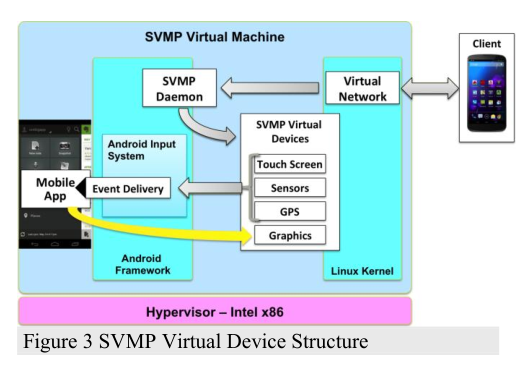 SVMP Virtual Machine
Client
SVMP
Daemon
Virtual
Network
SVMP Virtual
Devices
Android Input
System
Touch Screen
Mobile
App
Event Delivery
Sensors
GPS
Graphics
Android
Framework
Linux Kernel
Hypervisor – Intel x86
Figure 3 SVMP Virtual Device Structure